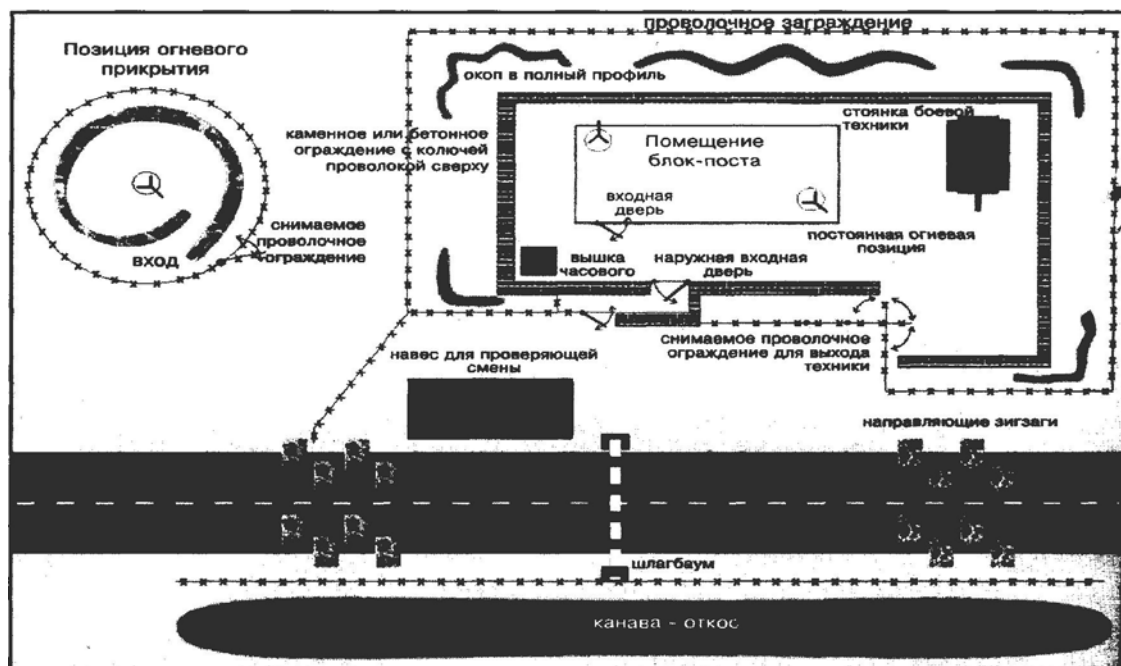 проволочное заграждение
Позиция огневого
прикрытия
окоп в полный профиль
стоянка боевой
техники
каменное или бетонное
ограждение с колючей
проволокой сверху
Помещение
блок-поста
входная
дверь
снимаемое
проволочное
ограждение
вход
постоянная огневая
позиция
вышка
часового
наружная входная
дверь
снимаемое проволочное
ограждение для выхода
техники
навес для проверяющей
смены
направляющие зигзаги
шлагбаум
канава - откос